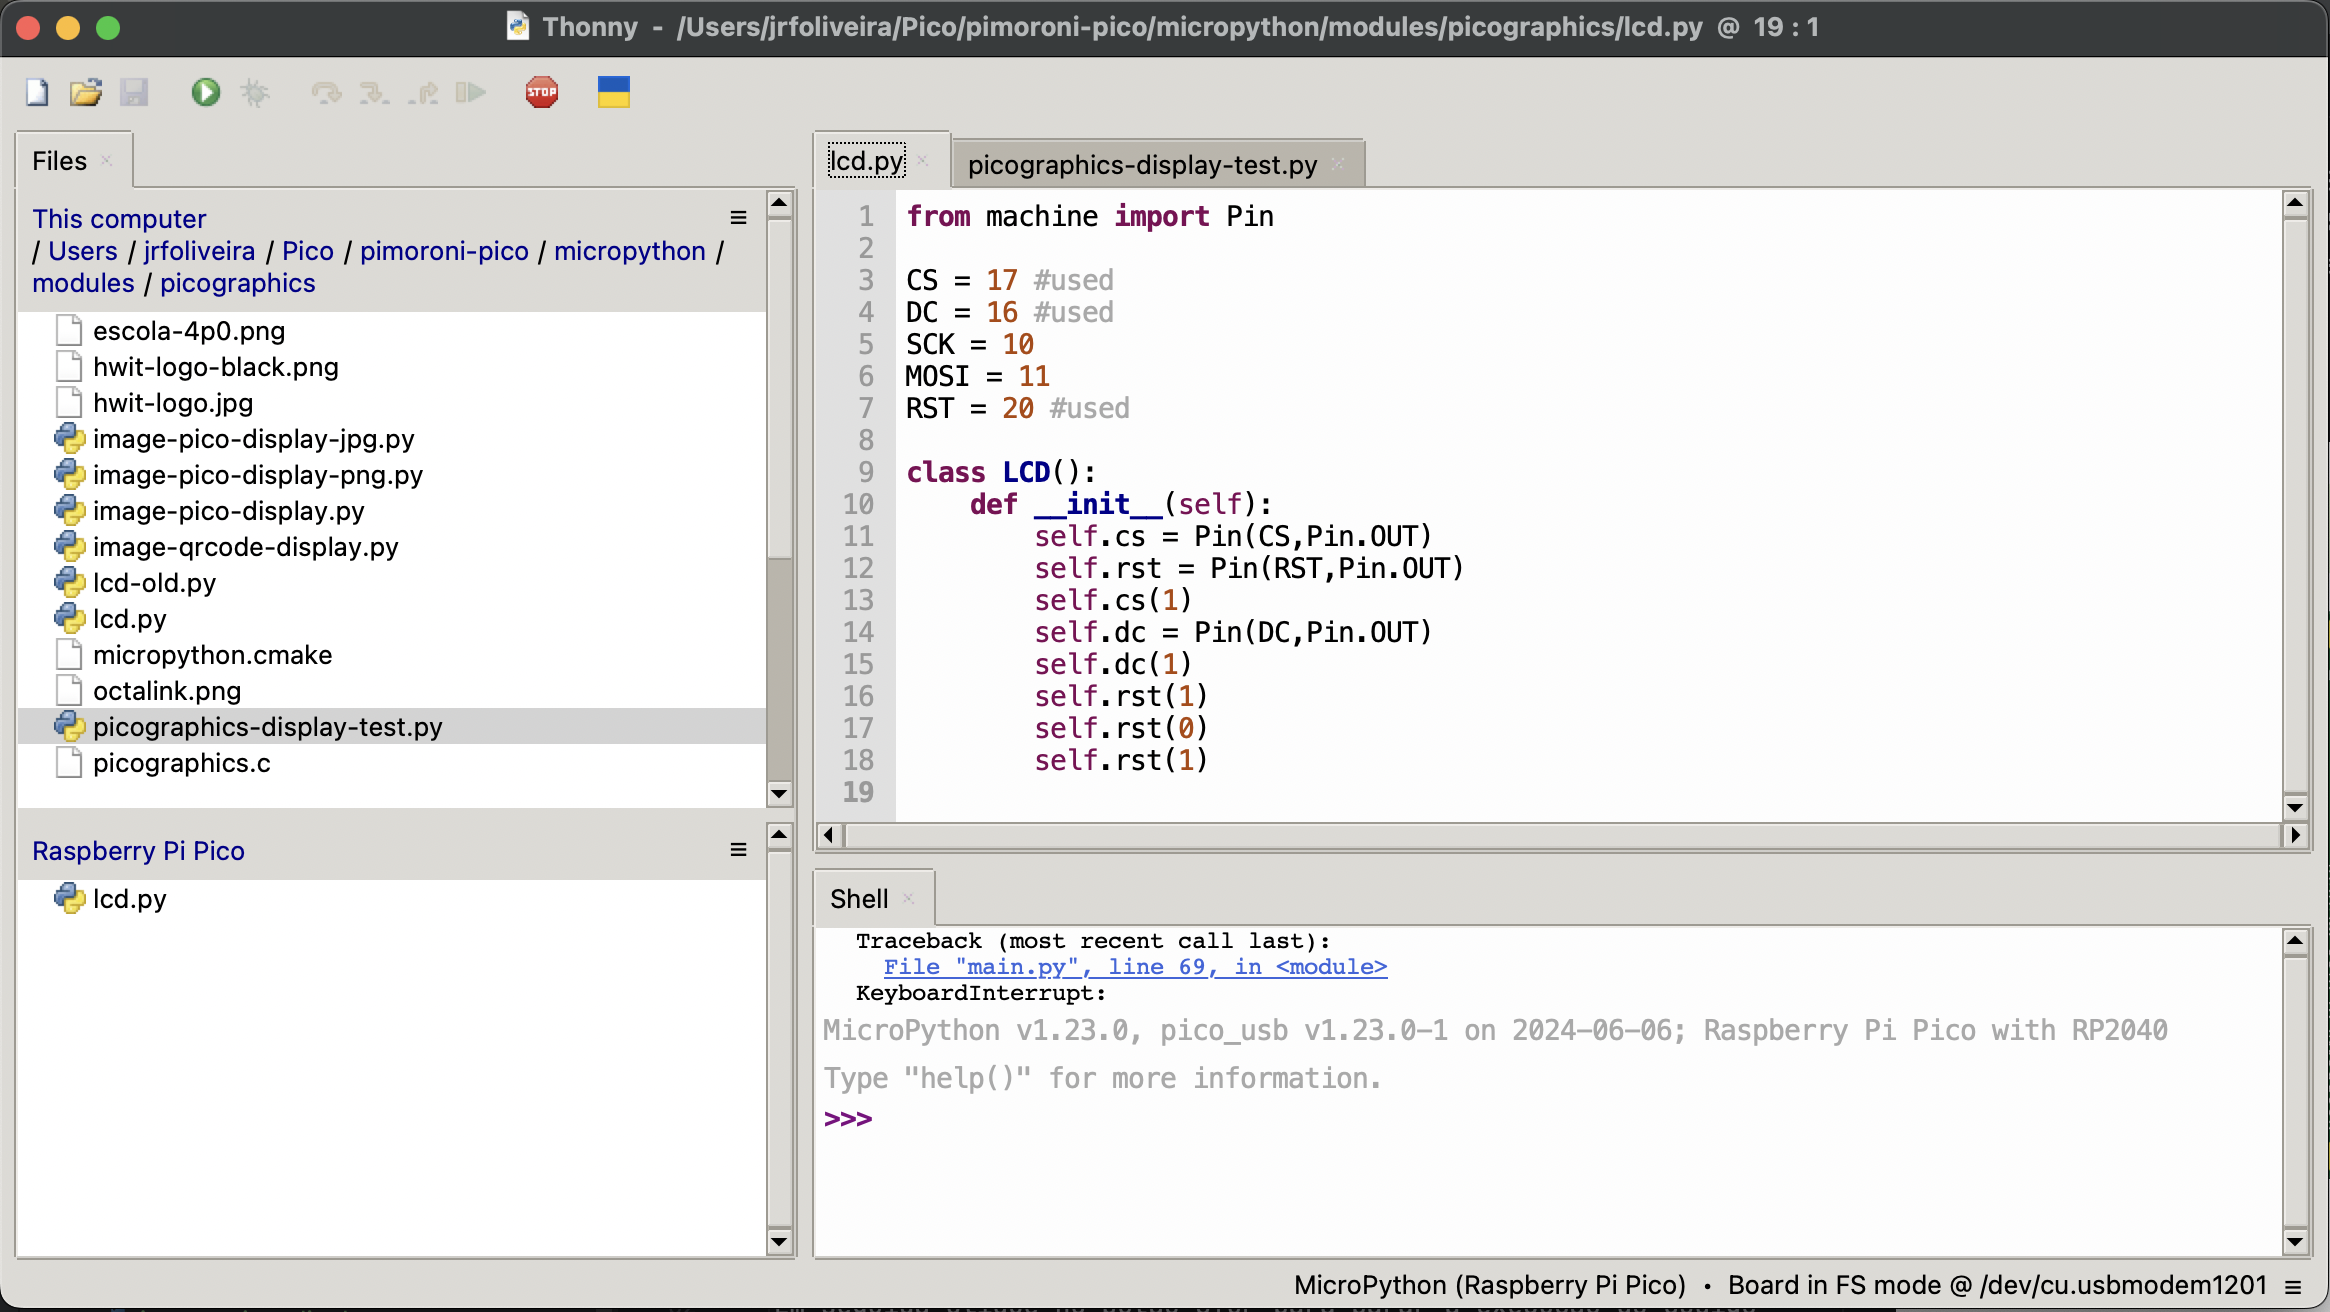 Thonny - /Users/jrfoliveira/Pico/pimoroni-pico/micropython/modules/picographics/lcd.py @ 19 : 1
STOP
Files
This computer
/ Users / jrfoliveira / Pico / pimoroni-pico / micropython /
modules / picographics
escola-4p0.png
hwit-logo-black.png
hwit-logo.jpg
image-pico-display-jpg.py
image-pico-display-png.py
image-pico-display.py
image-qrcode-display.py
lcd-old.py
lcd.py
micropython.cmake
octalink.png
picographics-display-test.py
picographics.c
Raspberry Pi Pico
lcd.py
lcd.py picographics-display-test.py
1 from machine import Pin
2
3 CS = 17 #used
4 DC = 16 #used
5 SCK = 10
6 MOSI = 11
7 RST = 20 #used
8
9 class LCD():
10 def __init__(self):
11 self.cs = Pin(CS,Pin.OUT)
12 self.rst = Pin(RST,Pin.OUT)
13 self.cs(1)
14 self.dc = Pin(DC,Pin.OUT)
15 self.dc(1)
16 self.rst(1)
17 self.rst(0)
18 self.rst(1)
19
Shell
Traceback (most recent call last):
File "main.py", line 69, in <module>
KeyboardInterrupt:
MicroPython v1.23.0, pico_usb v1.23.0-1 on 2024-06-06; Raspberry Pi Pico with RP2040
Type "help()" for more information.
>>>
MicroPython (Raspberry Pi Pico) • Board in FS mode @ /dev/cu.usbmodem1201 ≡